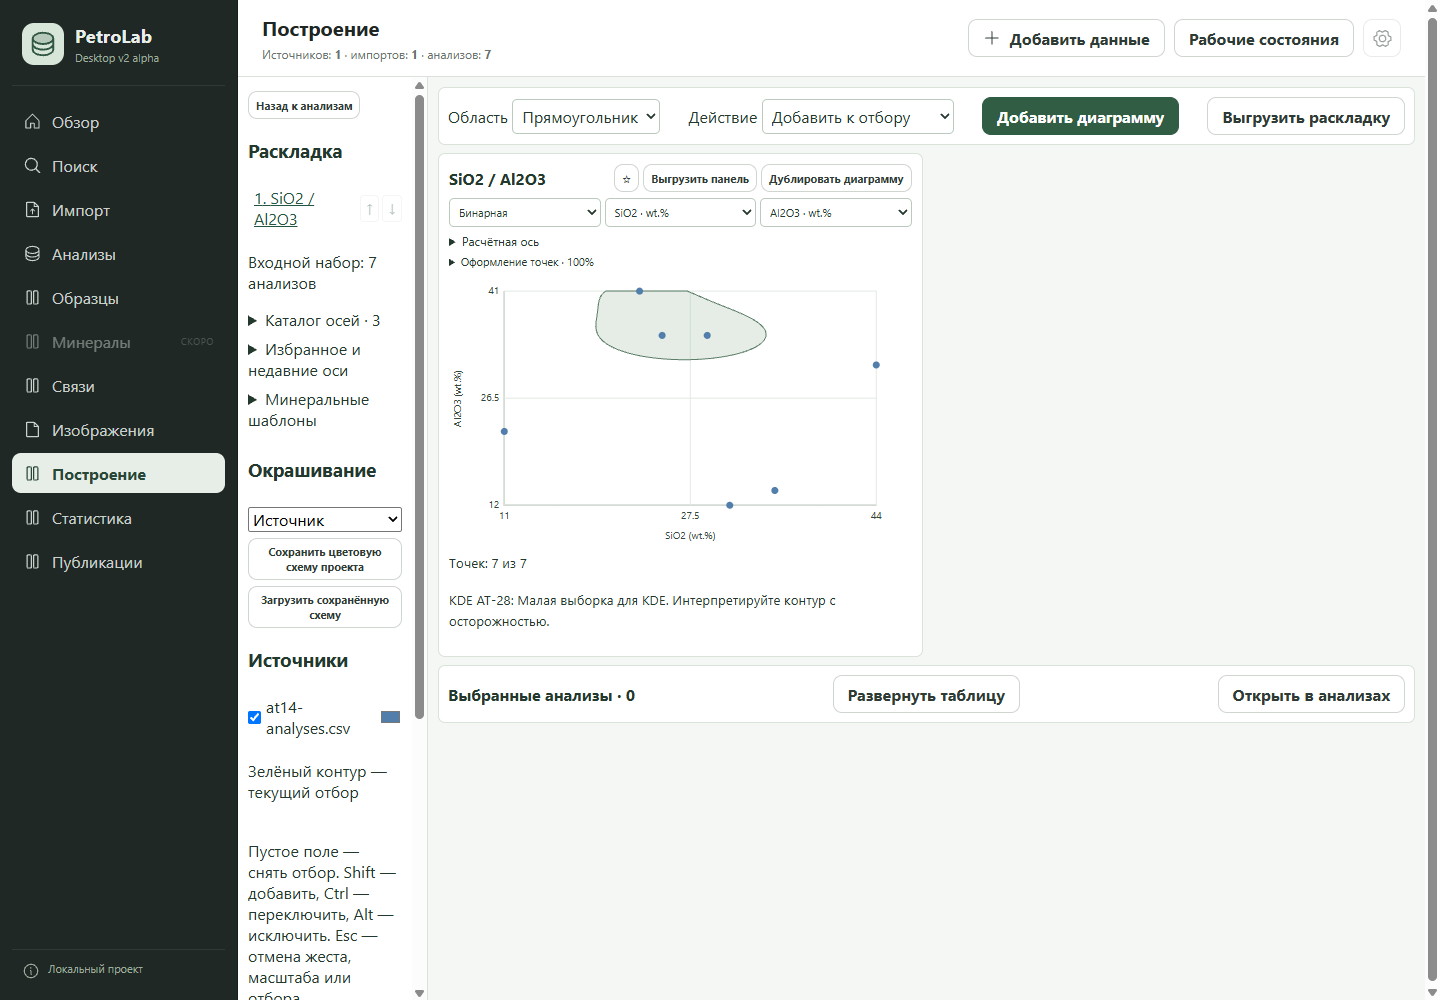 PetroLab
Desktop v2 alpha
Обзор
Поиск
Импорт
Анализы
Образцы
Минералы
СКОРО
Связи
Изображения
Построение
Статистика
Публикации
Локальный проект
Построение
Источников: 1 · импортов: 1 · анализов: 7
Добавить данные
Рабочие состояния
Назад к анализам
Раскладка
1. SiO2 /
Al2O3
↑ ↓
Входной набор: 7
анализов
Каталог осей · 3
Избранное и
недавние оси
Минеральные
шаблоны
Окрашивание
Источник
Сохранить цветовую
схему проекта
Загрузить сохранённую
схему
Источники
at14-
analyses.csv
Зелёный контур —
текущий отбор
Пустое поле —
снять отбор. Shift —
добавить, Ctrl —
переключить, Alt —
исключить. Esc —
отмена жеста,
масштаба или
отбора
Область Прямоугольник Действие Добавить к отбору Добавить диаграмму Выгрузить раскладку
SiO2 / Al2O3 ☆ Выгрузить панель Дублировать диаграмму
Бинарная SiO2 · wt.% Al2O3 · wt.%
Расчётная ось
Оформление точек · 100%
41
26.5
12
Al2O3 (wt.%)
11 27.5 44
SiO2 (wt.%)
Точек: 7 из 7
KDE AT-28: Малая выборка для KDE. Интерпретируйте контур с
осторожностью.
Выбранные анализы · 0 Развернуть таблицу Открыть в анализах